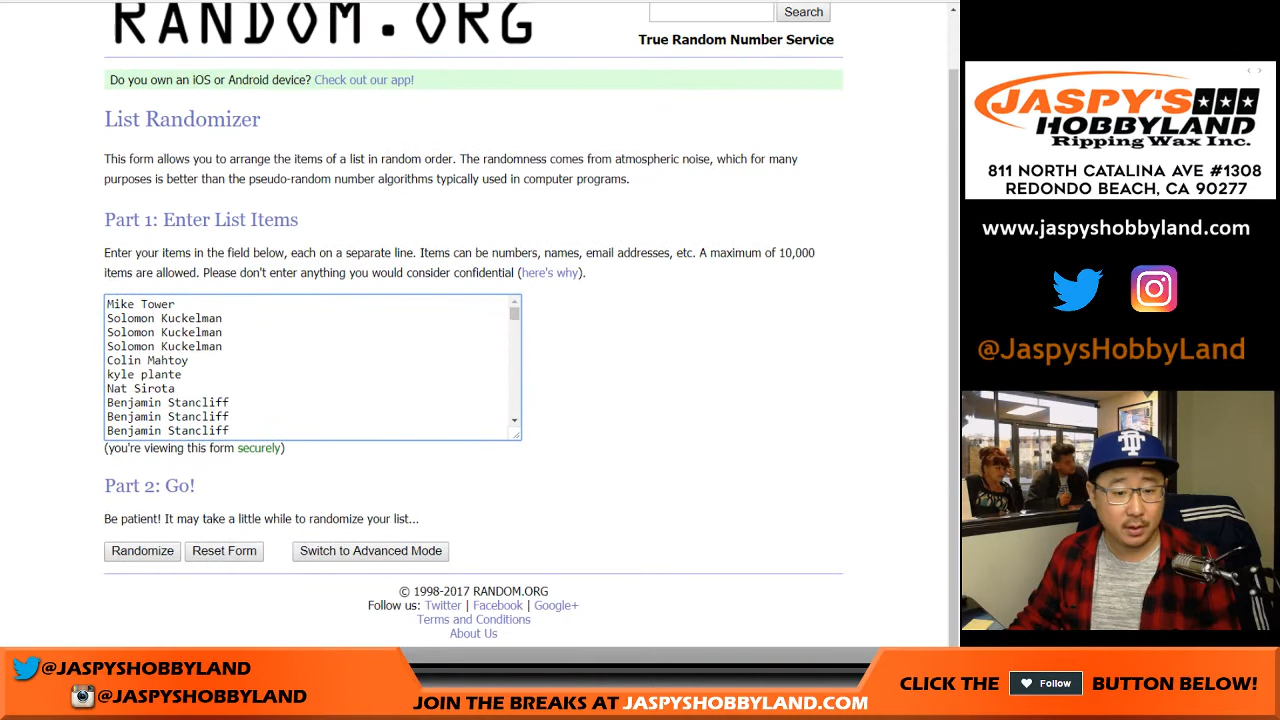 RANDOM.ORG
Search
True Random Number Service
Do you own an iOS or Android device? Check out our app!
List Randomizer
This form allows you to arrange the items of a list in random order. The randomness comes from atmospheric noise, which for many
purposes is better than the pseudo-random number algorithms typically used in computer programs.
Part 1: Enter List Items
Enter your items in the field below, each on a separate line. Items can be numbers, names, email addresses, etc. A maximum of 10,000
items are allowed. Please don't enter anything you would consider confidential (here's why).
Mike Tower
Solomon Kuckelman
Solomon Kuckelman
Solomon Kuckelman
Colin Mahtoy
kyle plante
Nat Sirota
Benjamin Stancliff
Benjamin Stancliff
Benjamin Stancliff
(you're viewing this form securely)
Part 2: Go!
Be patient! It may take a little while to randomize your list...
Randomize
Reset Form
Switch to Advanced Mode
© 1998-2017 RANDOM.ORG
Follow us: Twitter | Facebook | Google+
Terms and Conditions
About Us
JASPY'S
HOBBYLAND
Ripping Wax Inc.
811 NORTH CATALINA AVE #1308
REDONDO BEACH, CA 90277
www.jaspyshobbyland.com
@JaspysHobbyLand
@JASPYSHOBBYLAND
@JASPYSHOBBYLAND
JOIN THE BREAKS AT JASPYSHOBBYLAND.COM
CLICK THE Follow BUTTON BELOW!